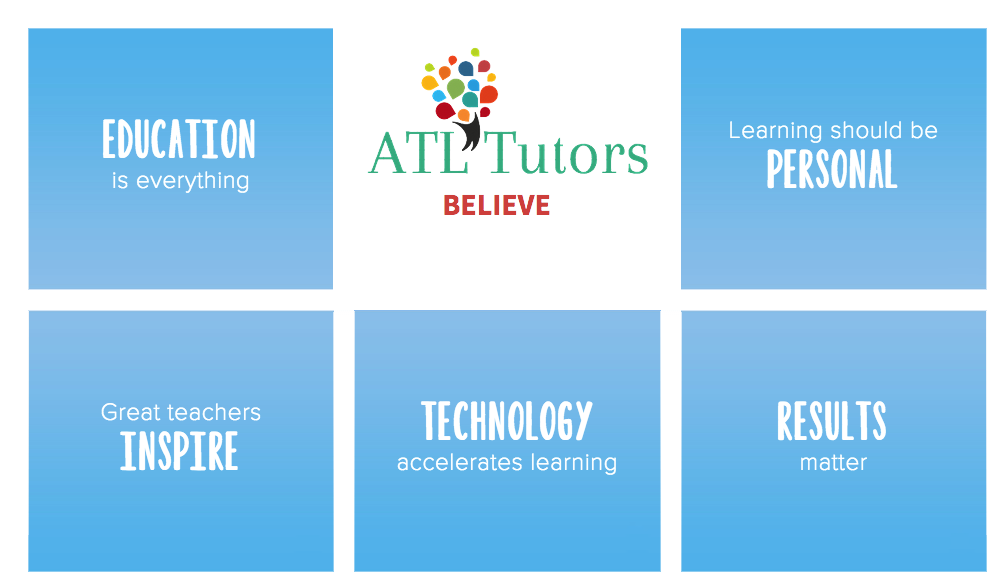 EDUCATION
is everything
ATL Tutors
BELIEVE
Learning should be
PERSONAL
Great teachers
INSPIRE
TECHNOLOGY
accelerates learning
RESULTS
matter